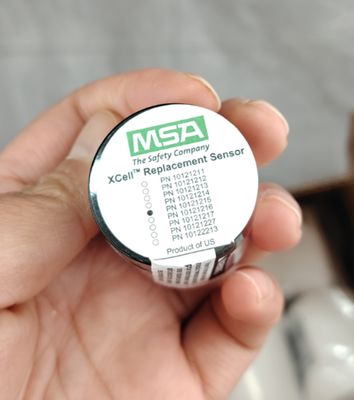 MSA
The Safety Company
XCell™ Replacement Sensor
PN 10121211
PN 10121212
PN 10121213
PN 10121214
PN 10121215
PN 10121216
PN 10121217
PN 10121227
PN 10122213
Product of US